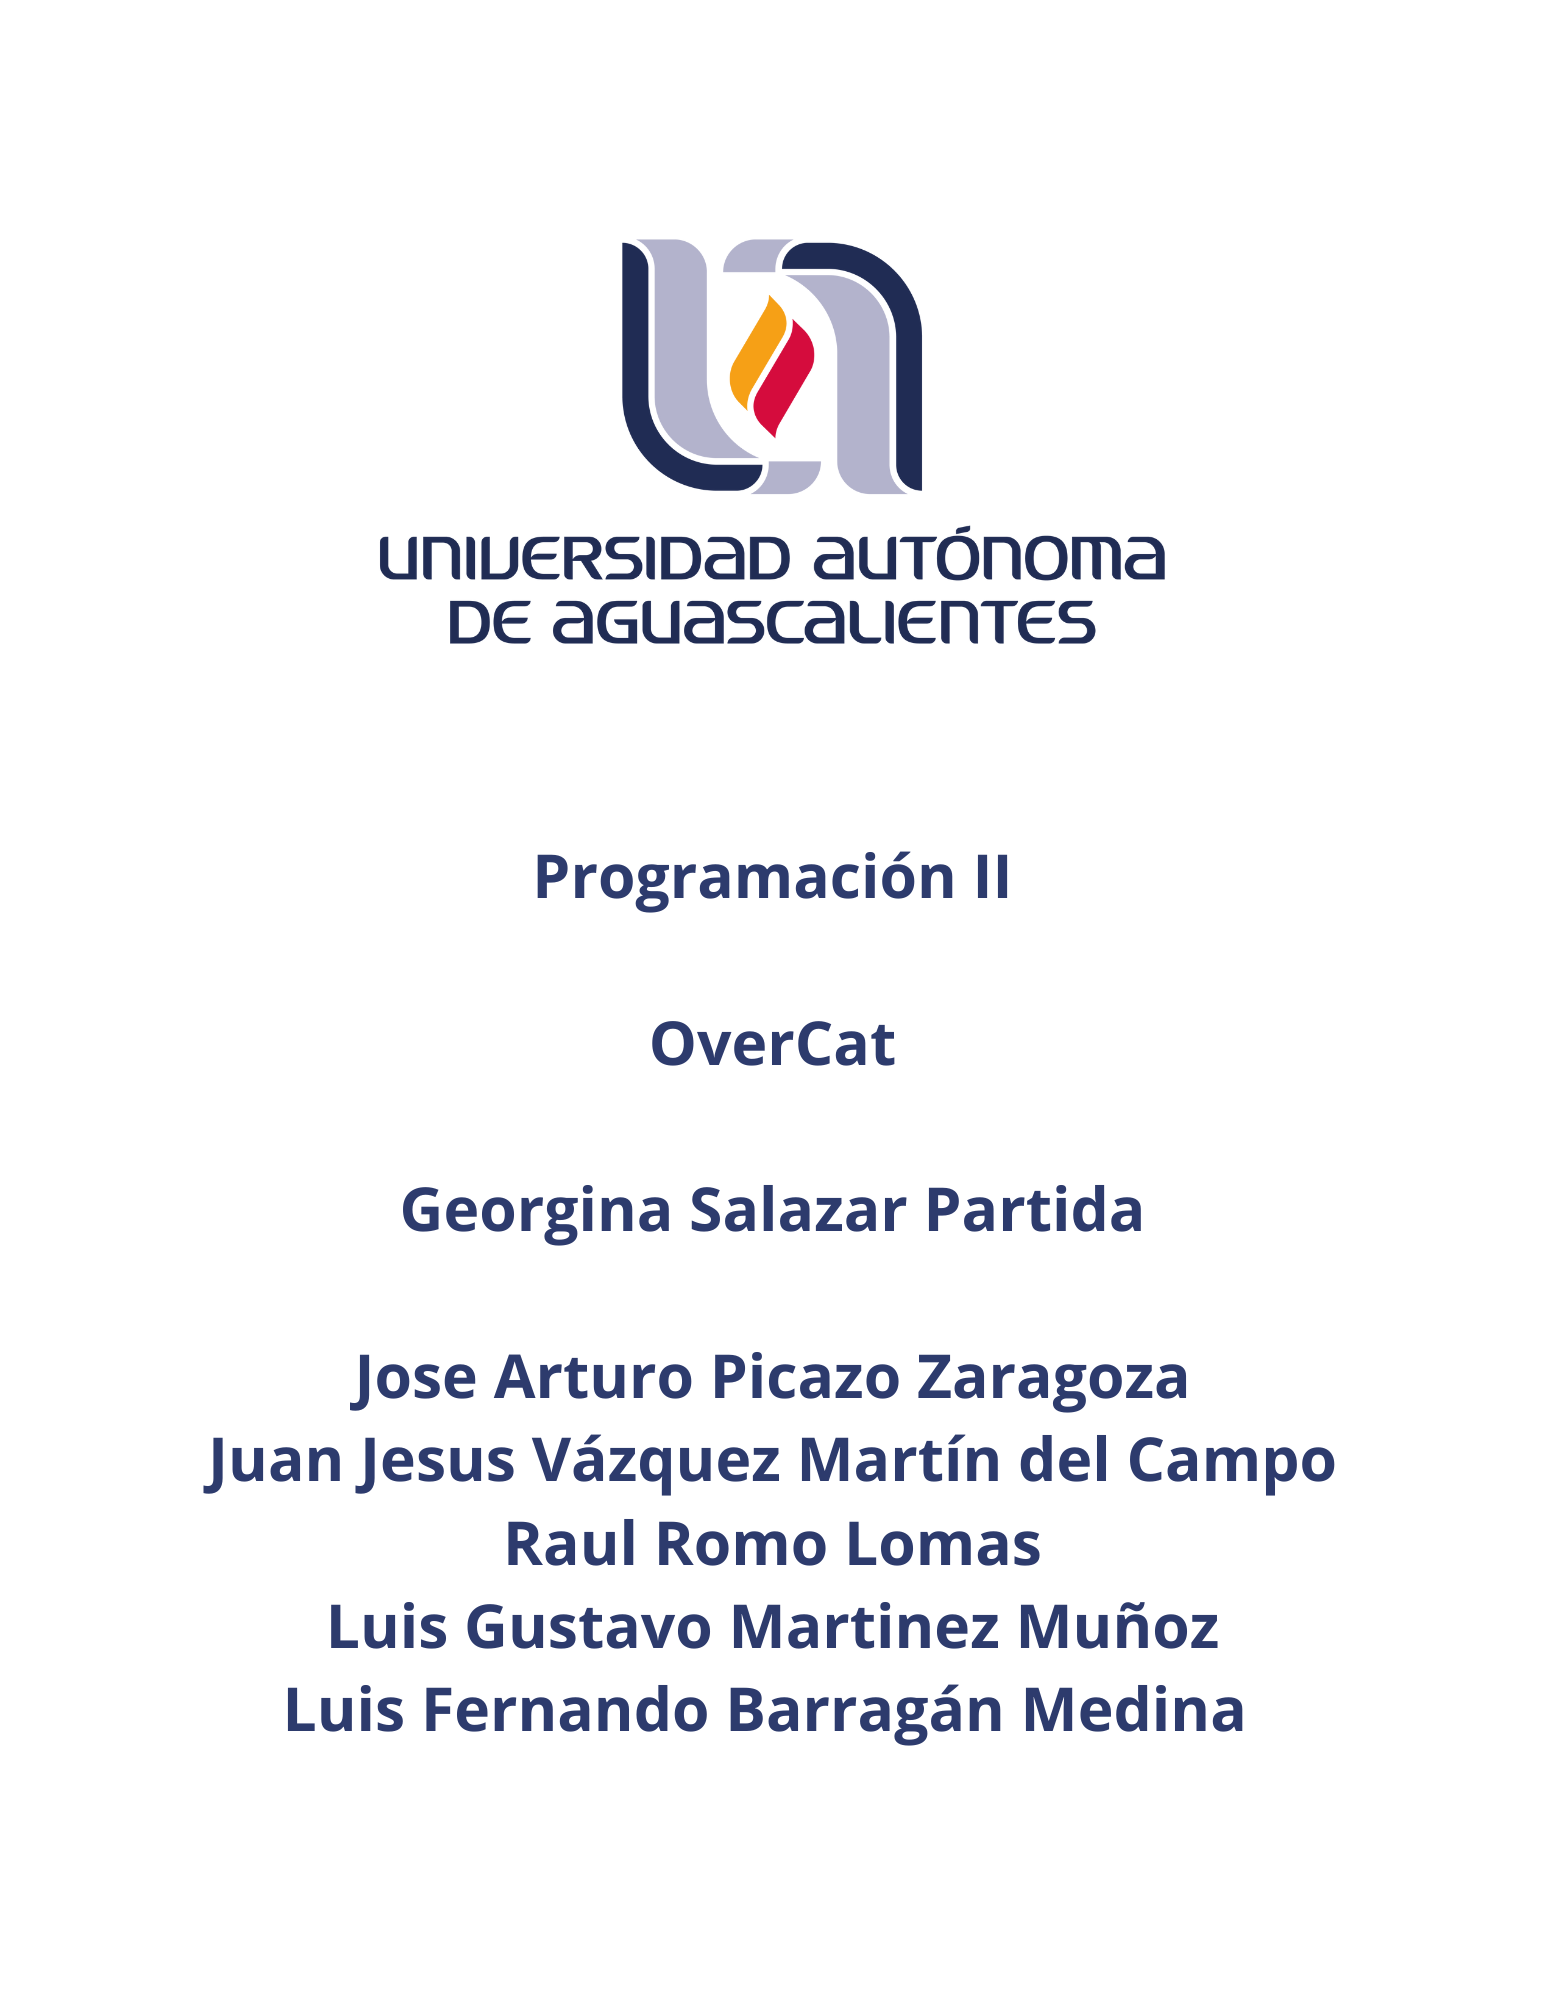 UNIVERSIDAD AUTÓNOMA
DE AGUASCALIENTES
Programación II
OverCat
Georgina Salazar Partida
Jose Arturo Picazo Zaragoza
Juan Jesus Vázquez Martín del Campo
Raul Romo Lomas
Luis Gustavo Martinez Muñoz
Luis Fernando Barragán Medina